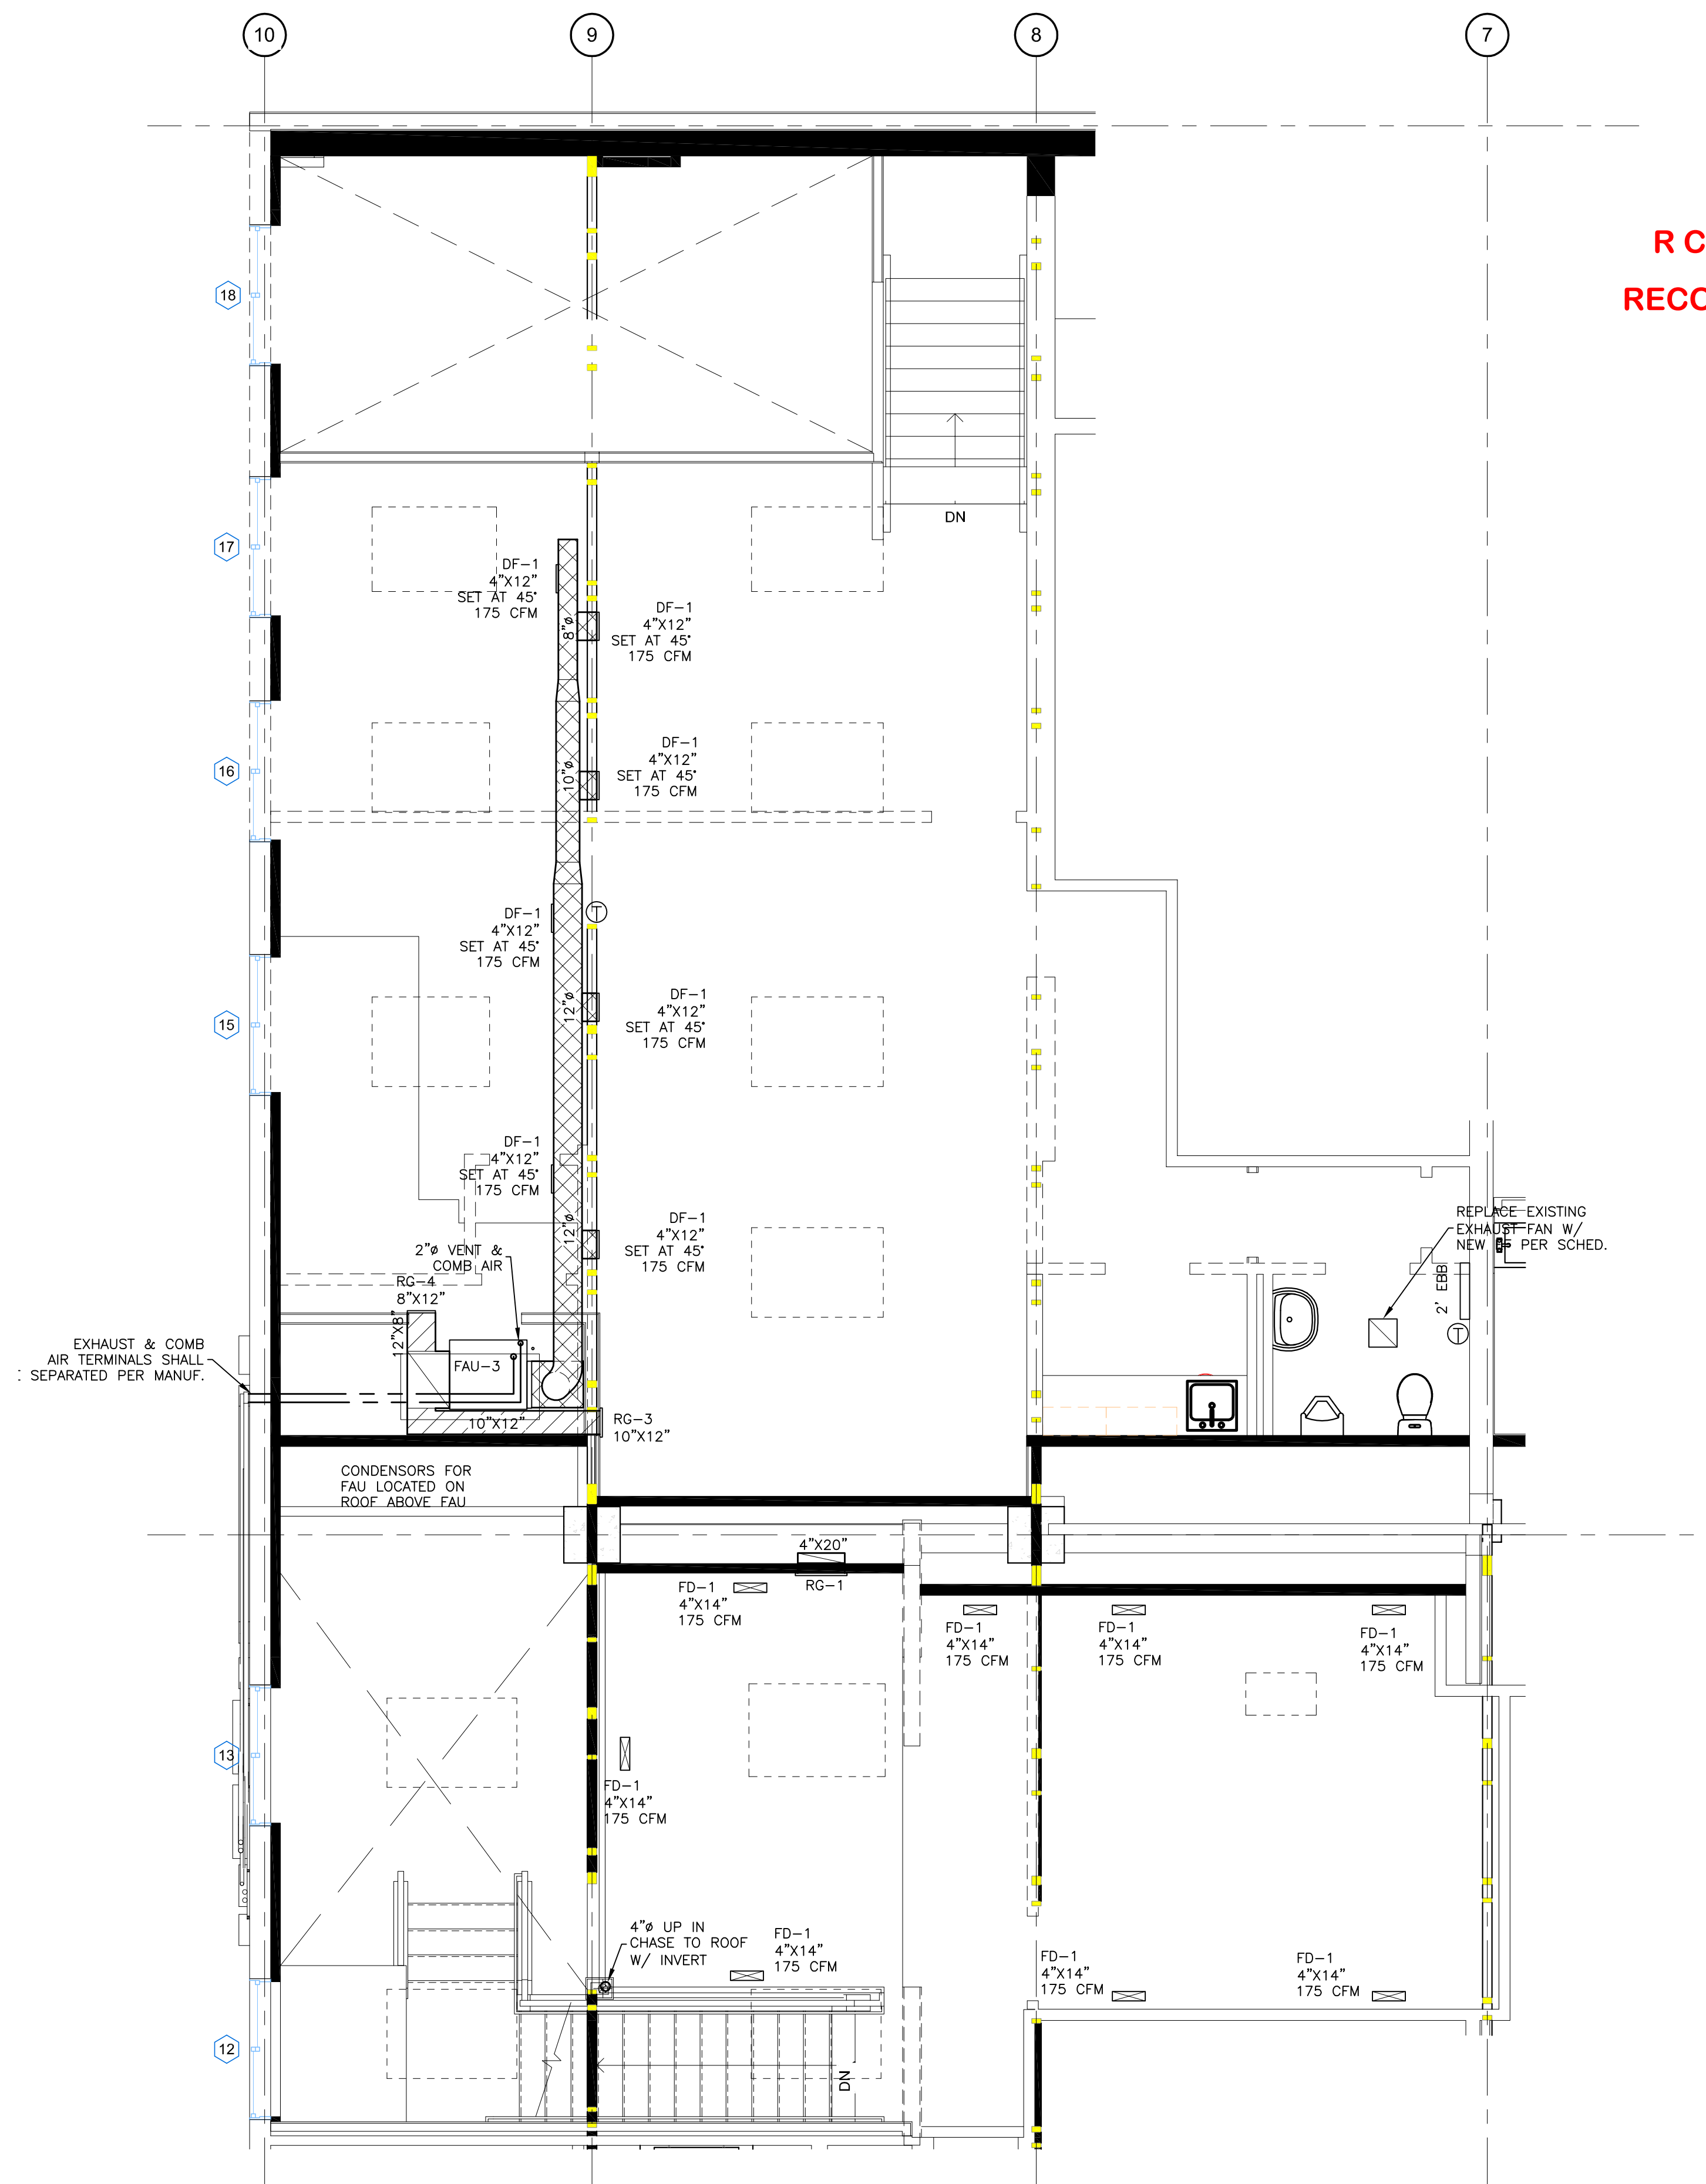 10
9
8
7
R C
RECO
18
17
16
15
13
12
DN
DF-1
4"X12"
SET AT 45°
175 CFM
8"ø
DF-1
4"X12"
SET AT 45°
175 CFM
10"ø
DF-1
4"X12"
SET AT 45°
175 CFM
DF-1
4"X12"
SET AT 45°
175 CFM
T
12"ø
DF-1
4"X12"
SET AT 45°
175 CFM
DF-1
4"X12"
SET AT 45°
175 CFM
12"ø
DF-1
4"X12"
SET AT 45°
175 CFM
2"ø VENT &
COMB AIR
RG-4
8"X12"
12"X8"
FAU-3
10"X12"
RG-3
10"X12"
EXHAUST & COMB
AIR TERMINALS SHALL
SEPARATED PER MANUF.
REPLACE EXISTING
EXHAUST FAN W/
NEW PER SCHED.
2' EBB
T
CONDENSORS FOR
FAU LOCATED ON
ROOF ABOVE FAU
4"X20"
RG-1
FD-1
4"X14"
175 CFM
FD-1
4"X14"
175 CFM
FD-1
4"X14"
175 CFM
FD-1
4"X14"
175 CFM
FD-1
4"X14"
175 CFM
4"ø UP IN
CHASE TO ROOF
W/ INVERT
FD-1
4"X14"
175 CFM
FD-1
4"X14"
175 CFM
FD-1
4"X14"
175 CFM
DN